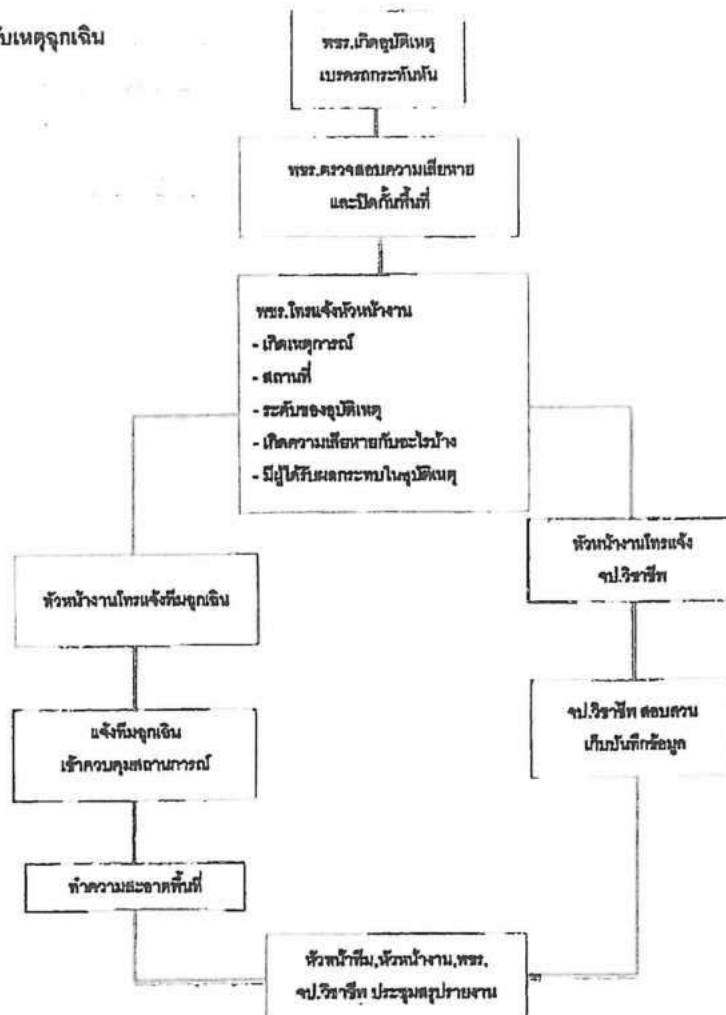 บเหตุฉุกเฉิน
พขร.เกิดอุบัติเหตุ
เบรครถกระทันหัน
พขร.ตรวจสอบความเสียหาย
และปิดกั้นพื้นที่
พขร.โทรแจ้งหัวหน้างาน
- เกิดเหตุการณ์
- สถานที่
- ระดับของอุบัติเหตุ
- เกิดความเสียหายกับอะไรบ้าง
- มีผู้ได้รับผลกระทบในอุบัติเหตุ
หัวหน้างานโทรแจ้ง
จป.วิชาชีพ
หัวหน้างานโทรแจ้งทีมฉุกเฉิน
แจ้งทีมฉุกเฉิน
เข้าควบคุมสถานการณ์
จป.วิชาชีพ สอบสวน
เก็บบันทึกข้อมูล
ทำความสะอาดพื้นที่
หัวหน้าทีม,หัวหน้างาน,พขร,
จป.วิชาชีพ ประชุมสรุปรายงาน